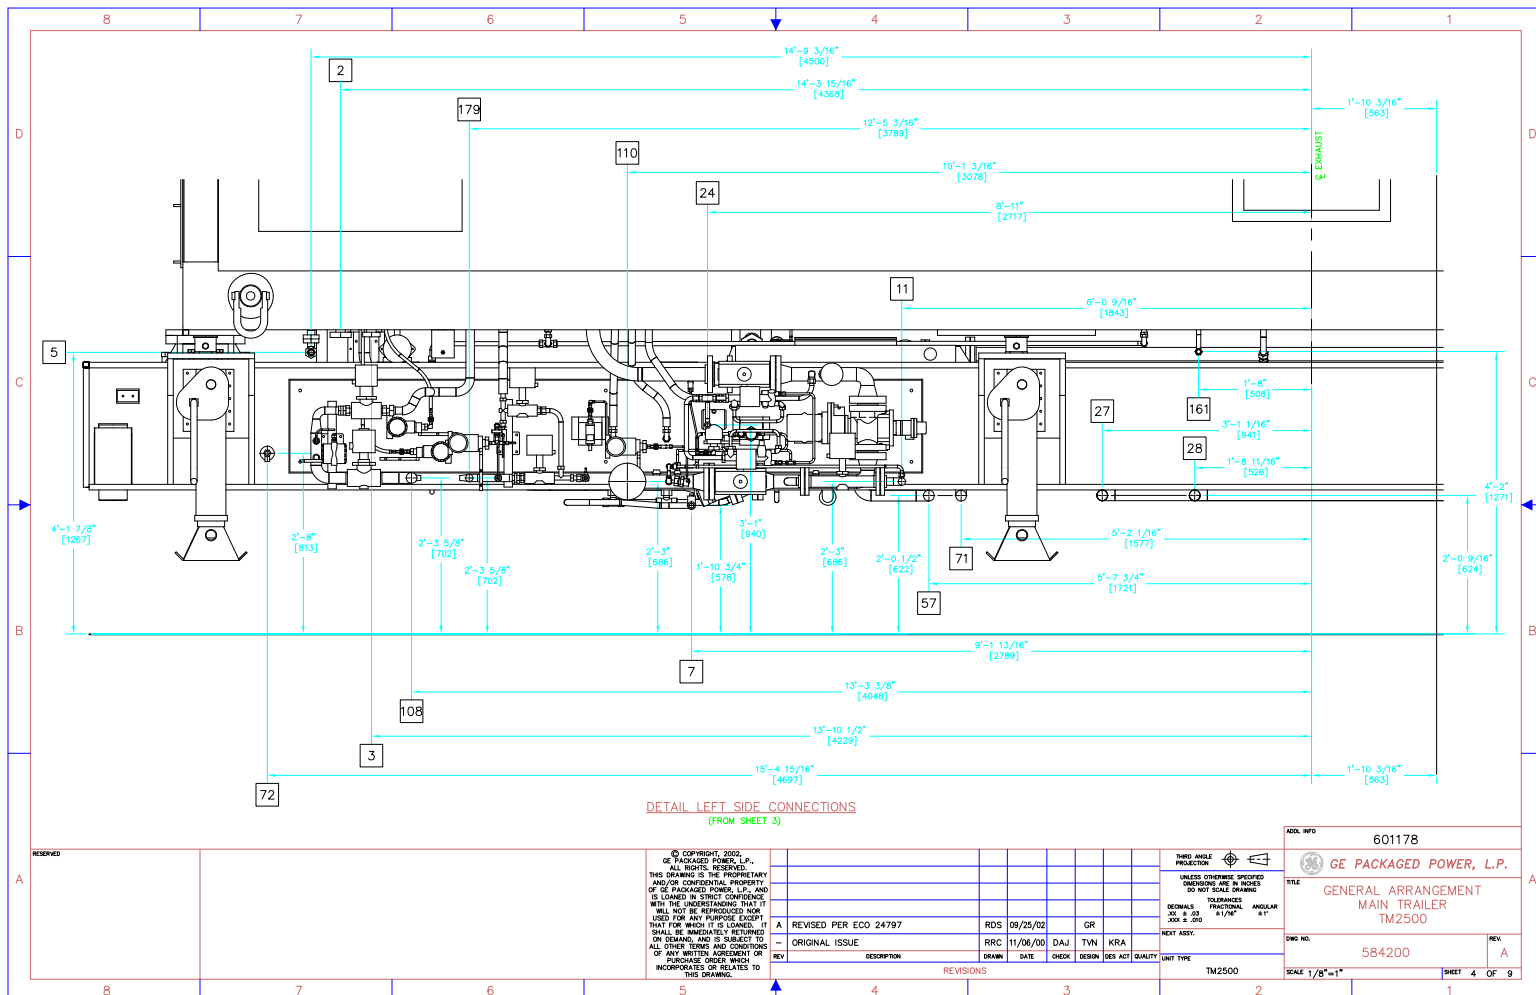 8 7 6 5 4 3 2 1
14'-9 3/16"
[4500]
2
14'-3 15/16"
[4368]
179
12'-5 3/16"
[3789]
1'-10 3/16"
[563]
D
D
℄ EXHAUST
110
10'-1 3/16"
[3078]
24
8'-11"
[2717]
11
6'-0 9/16"
[1843]
5
C
C
1'-8"
[508]
161
27
3'-1 1/16"
[941]
28
1'-8 11/16"
[526]
4'-2"
[1271]
4'-1 7/8"
[1267]
2'-8"
[813]
2'-3 5/8"
[702]
2'-3 5/8"
[702]
2'-3"
[686]
1'-10 3/4"
[578]
3'-1"
[940]
2'-3"
[686]
2'-0 1/2"
[622]
5'-2 1/16"
[1577]
71
2'-0 9/16"
[624]
5'-7 3/4"
[1721]
57
B
B
9'-1 13/16"
[2789]
7
13'-3 3/8"
[4048]
108
13'-10 1/2"
[4229]
3
15'-4 15/16"
[4697]
72
1'-10 3/16"
[563]
DETAIL LEFT SIDE CONNECTIONS
(FROM SHEET 3)
RESERVED
A
A
© COPYRIGHT, 2002,
GE PACKAGED POWER, L.P.,
ALL RIGHTS. RESERVED.
THIS DRAWING IS THE PROPRIETARY
AND/OR CONFIDENTIAL PROPERTY
OF GE PACKAGED POWER, L.P., AND
IS LOANED IN STRICT CONFIDENCE
WITH THE UNDERSTANDING THAT IT
WILL NOT BE REPRODUCED NOR
USED FOR ANY PURPOSE EXCEPT
THAT FOR WHICH IT IS LOANED. IT
SHALL BE IMMEDIATELY RETURNED
ON DEMAND, AND IS SUBJECT TO
ALL OTHER TERMS AND CONDITIONS
OF ANY WRITTEN AGREEMENT OR
PURCHASE ORDER WHICH
INCORPORATES OR RELATES TO
THIS DRAWING.
A REVISED PER ECO 24797 RDS 09/25/02 GR
- ORIGINAL ISSUE RRC 11/06/00 DAJ TVN KRA
REV DESCRIPTION DRAWN DATE CHECK DESIGN DES ACT QUALITY
REVISIONS
THIRD ANGLE
PROJECTION
UNLESS OTHERWISE SPECIFIED
DIMENSIONS ARE IN INCHES
DO NOT SCALE DRAWING
TOLERANCES
DECIMALS FRACTIONAL ANGULAR
.XX ± .03 ±1/16" ±1°
.XXX ± .010
NEXT ASSY.
UNIT TYPE
TM2500
ADDL INFO
601178
GE PACKAGED POWER, L.P.
TITLE
GENERAL ARRANGEMENT
MAIN TRAILER
TM2500
DWG NO.
584200
REV.
A
SCALE 1/8"=1"
SHEET 4 OF 9
8 7 6 5 4 3 2 1